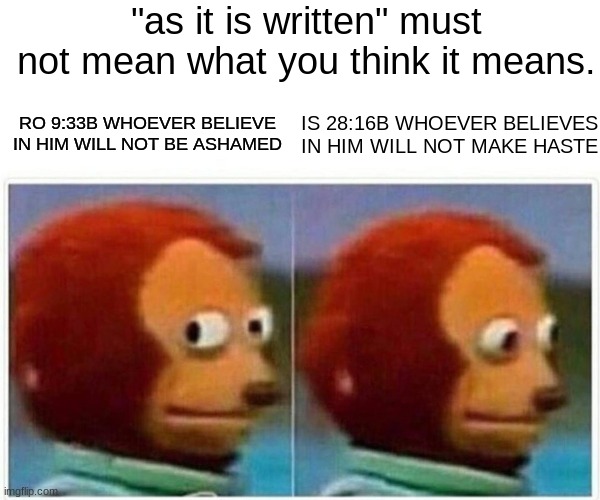 "as it is written" must
not mean what you think it means.
RO 9:33B WHOEVER BELIEVE
IN HIM WILL NOT BE ASHAMED
IS 28:16B WHOEVER BELIEVES
IN HIM WILL NOT MAKE HASTE
imgflip.com